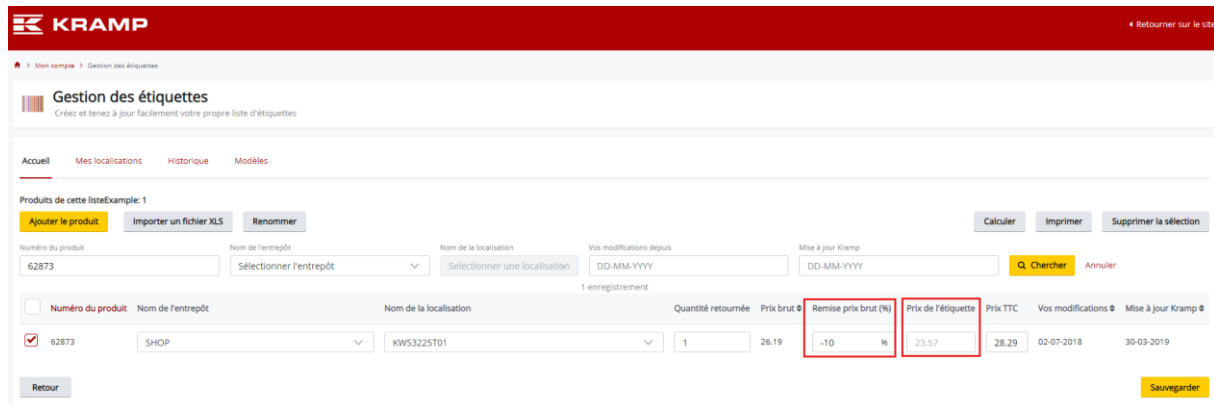 KRAMP
Retourner sur le site
Mon compte > Gestion des étiquettes
Gestion des étiquettes
Créez et tenez à jour facilement votre propre liste d'étiquettes
Accueil Mes localisations Historique Modèles
Produits de cette listeExample: 1
Ajouter le produit Importer un fichier XLS Renommer Calculer Imprimer Supprimer la sélection
Numéro du produit Nom de l'entrepôt Nom de la localisation Vos modifications depuis Mise à jour Kramp
62873 Sélectionner l'entrepôt Selectionner une localisation DD-MM-YYYY DD-MM-YYYY Chercher Annuler
1 enregistrement
Numéro du produit Nom de l'entrepôt Nom de la localisation Quantité retournée Prix brut Remise prix brut (%) Prix de l'étiquette Prix TTC Vos modifications Mise à jour Kramp
62873 SHOP KWS3225T01 1 26.19 -10 % 23.57 28.29 02-07-2018 30-03-2019
Retour Sauvegarder